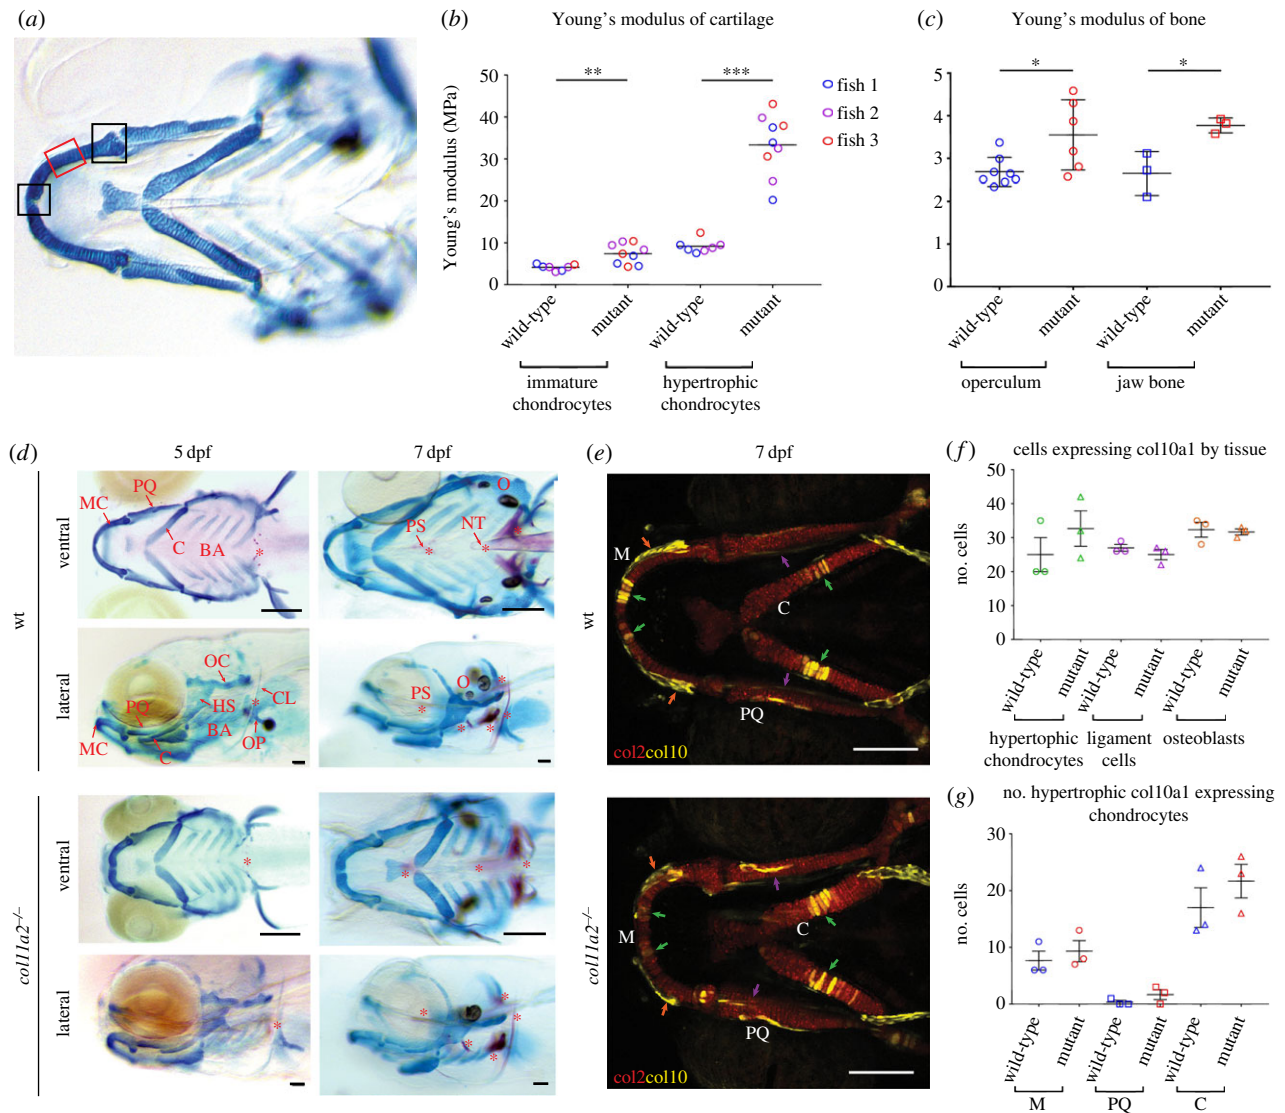 (a)
(b)
Young's modulus of cartilage
Young's modulus (MPa)
50
40
30
20
10
0
**
***
fish 1
fish 2
fish 3
wild-type
mutant
wild-type
mutant
immature
chondrocytes
hypertrophic
chondrocytes
(c)
Young's modulus of bone
5
4
3
2
1
0
*
*
wild-type
mutant
wild-type
mutant
operculum
jaw bone
(d)
5 dpf
7 dpf
wt
ventral
MC
PQ
C
BA
*
PS
*
NT
*
O
lateral
OC
CL
PQ
HS
*
BA
OP
MC
C
PS
*
O
*
*
*
*
col11a2−/−
ventral
*
*
*
*
lateral
*
*
*
*
*
*
(e)
7 dpf
wt
M
C
PQ
col2col10
col11a2−/−
M
C
PQ
col2col10
(f)
cells expressing col10a1 by tissue
no. cells
50
40
30
20
10
0
wild-type
mutant
wild-type
mutant
wild-type
mutant
hypertophic
chondrocytes
ligament
cells
osteoblasts
(g)
no. hypertrophic col10a1 expressing
chondrocytes
no. cells
30
20
10
0
wild-type
mutant
wild-type
mutant
wild-type
mutant
M
PQ
C